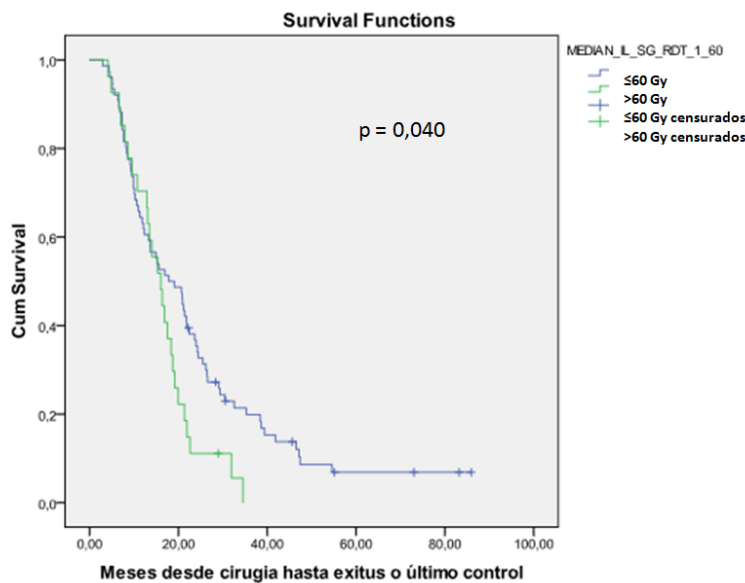 Survival Functions
MEDIAN_IL_SG_RDT_1_60
≤60 Gy
>60 Gy
≤60 Gy censurados
>60 Gy censurados
p = 0,040
Cum Survival
1,0
0,8
0,6
0,4
0,2
0,0
0,00 20,00 40,00 60,00 80,00 100,00
Meses desde cirugia hasta exitus o último control